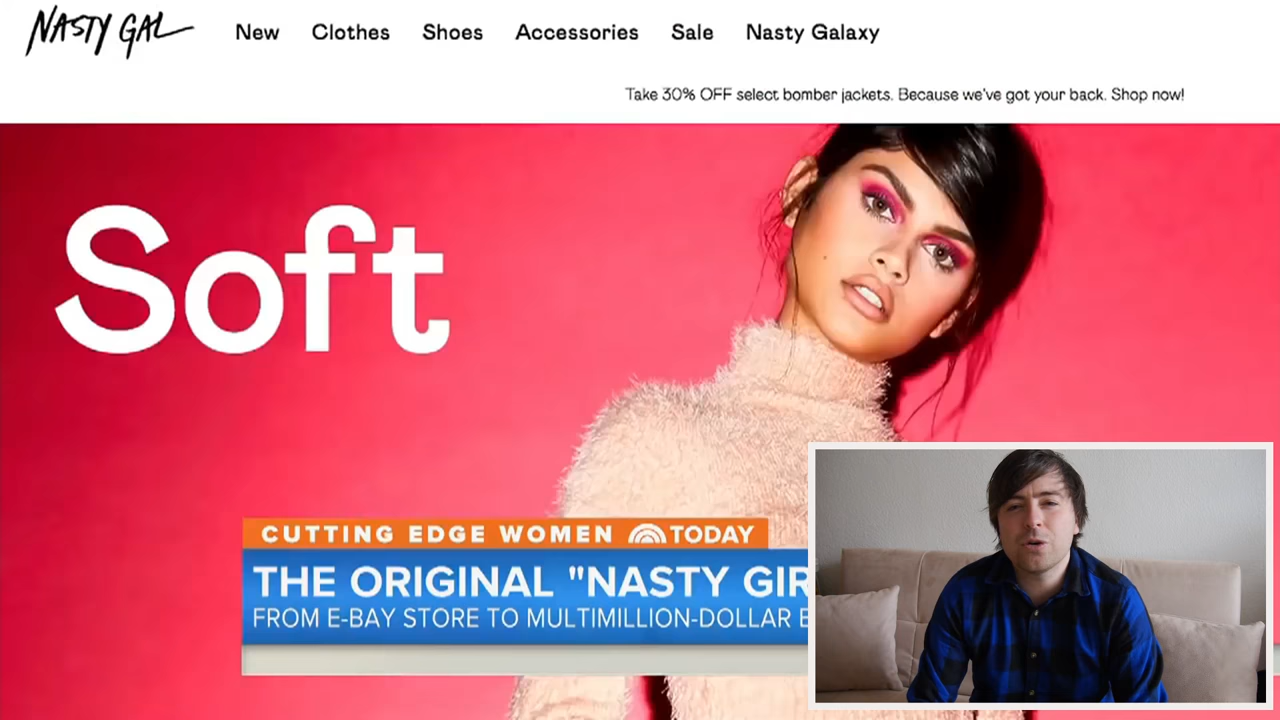 NASTY GAL
New Clothes Shoes Accessories Sale Nasty Galaxy
Take 30% OFF select bomber jackets. Because we've got your back. Shop now!
Soft
CUTTING EDGE WOMEN TODAY
THE ORIGINAL "NASTY
FROM E-BAY STORE TO MULTIMILLION-DOLLAR